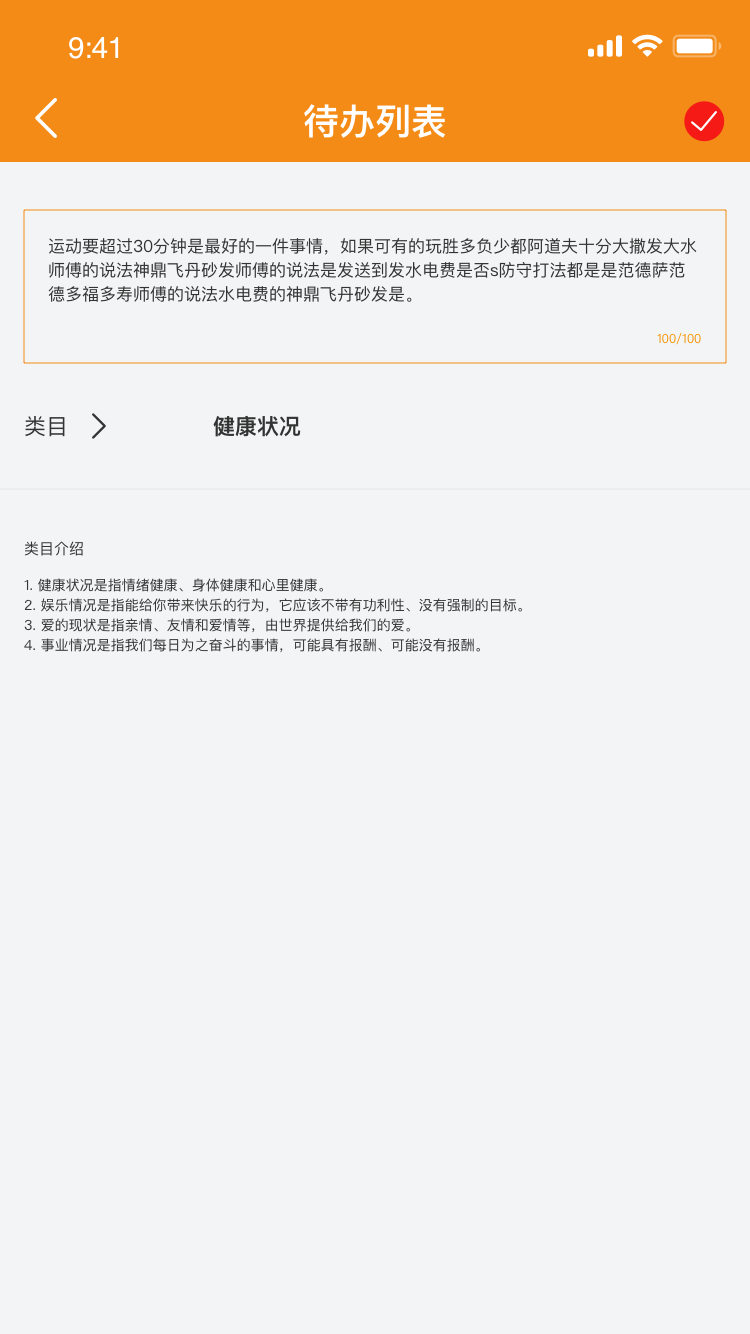 9:41
待办列表
运动要超过30分钟是最好的一件事情，如果可有的玩胜多负少都阿道夫十分大撒发大水
师傅的说法神鼎飞丹砂发师傅的说法是发送到发水电费是否s防守打法都是是范德萨范
德多福多寿师傅的说法水电费的神鼎飞丹砂发是。
100/100
类目
健康状况
类目介绍
1. 健康状况是指情绪健康、身体健康和心里健康。
2. 娱乐情况是指能给你带来快乐的行为，它应该不带有功利性、没有强制的目标。
3. 爱的现状是指亲情、友情和爱情等，由世界提供给我们的爱。
4. 事业情况是指我们每日为之奋斗的事情，可能具有报酬、可能没有报酬。